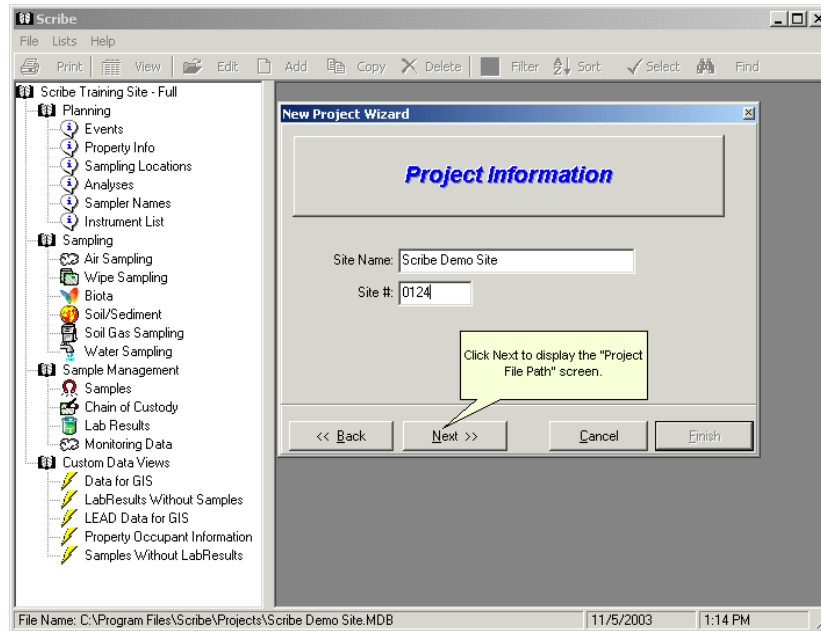 Scribe
File Lists Help
Print View Edit Add Copy Delete Filter Sort Select Find
Scribe Training Site - Full
Planning
Events
Property Info
Sampling Locations
Analyses
Sampler Names
Instrument List
Sampling
Air Sampling
Wipe Sampling
Biota
Soil/Sediment
Soil Gas Sampling
Water Sampling
Sample Management
Samples
Chain of Custody
Lab Results
Monitoring Data
Custom Data Views
Data for GIS
LabResults Without Samples
LEAD Data for GIS
Property Occupant Information
Samples Without LabResults
New Project Wizard
Project Information
Site Name: Scribe Demo Site
Site #: 0124
Click Next to display the "Project
File Path" screen.
<< Back Next >> Cancel Finish
File Name: C:\Program Files\Scribe\Projects\Scribe Demo Site.MDB 11/5/2003 1:14 PM